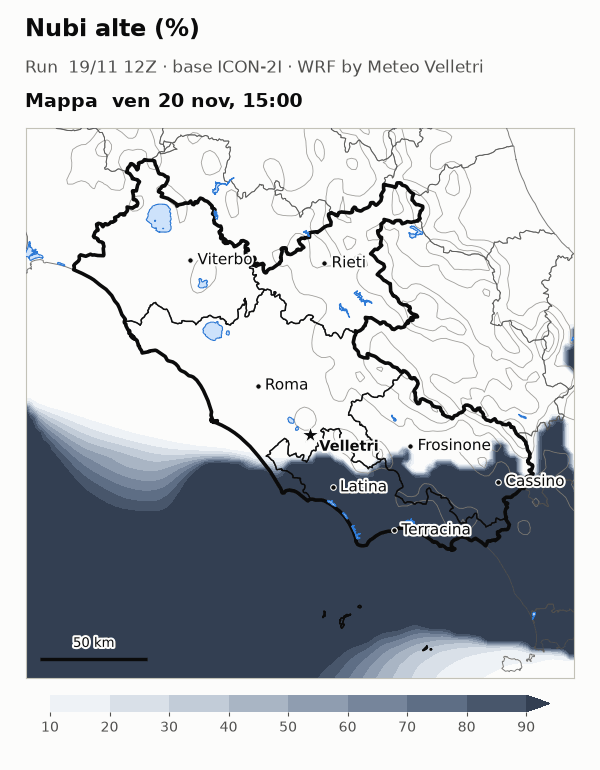 Nubi alte (%)
Run  19/11 12Z · base ICON-2I · WRF by Meteo Velletri
Mappa  ven 20 nov, 15:00
Viterbo
Rieti
Roma
Velletri
Frosinone
Cassino
Latina
Terracina
50 km
10 20 30 40 50 60 70 80 90